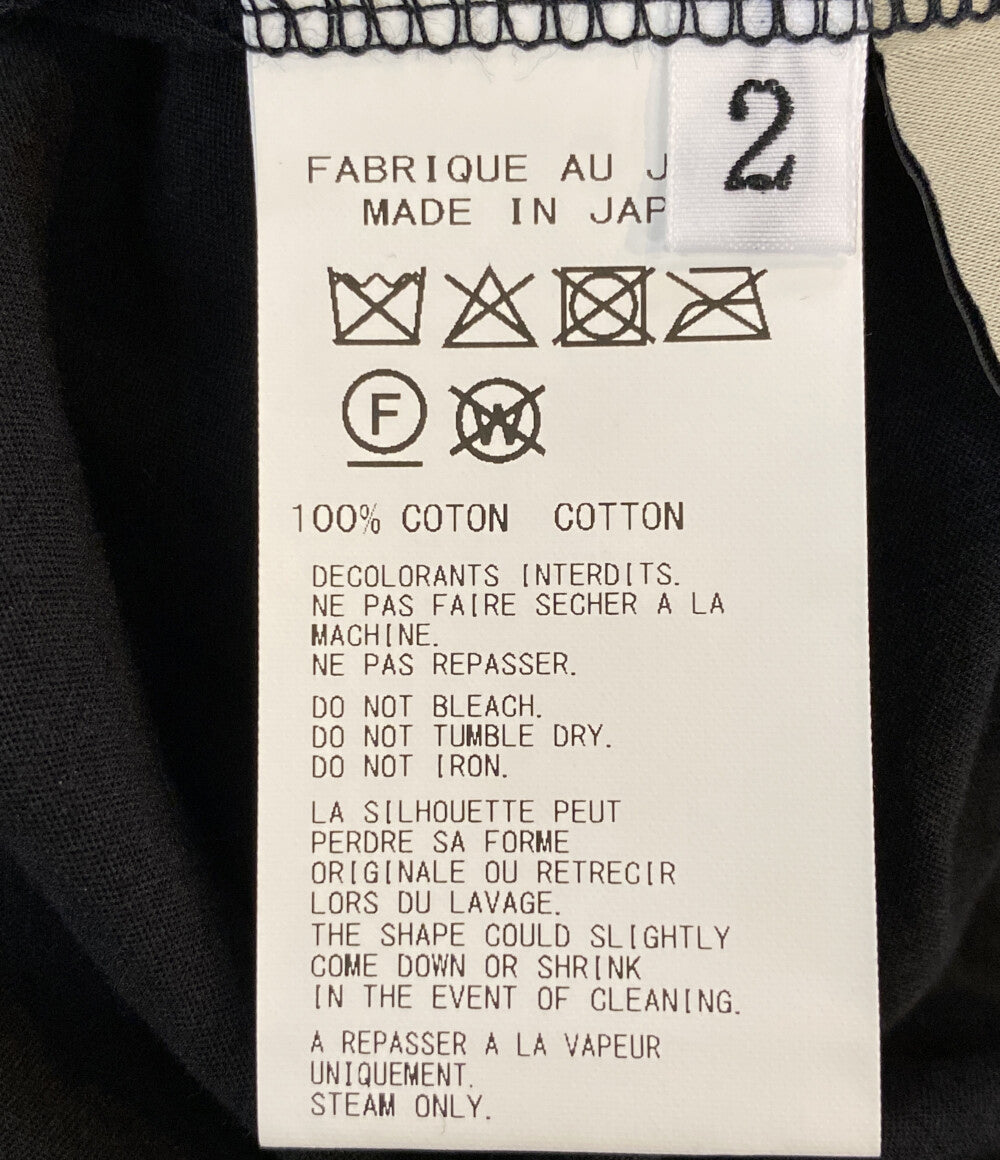 2
FABRIQUE AU J
MADE IN JAP
F
W
100% COTON COTTON
DECOLORANTS INTERDITS.
NE PAS FAIRE SECHER A LA
MACHINE.
NE PAS REPASSER.
DO NOT BLEACH.
DO NOT TUMBLE DRY.
DO NOT IRON.
LA SILHOUETTE PEUT
PERDRE SA FORME
ORIGINALE OU RETRECIR
LORS DU LAVAGE.
THE SHAPE COULD SLIGHTLY
COME DOWN OR SHRINK
IN THE EVENT OF CLEANING.
A REPASSER A LA VAPEUR
UNIQUEMENT.
STEAM ONLY.